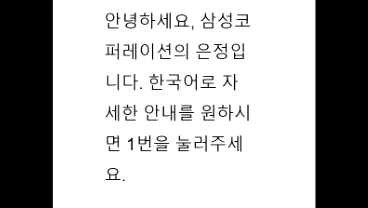 안녕하세요, 삼성코
퍼레이션의 은정입
니다. 한국어로 자
세한 안내를 원하시
면 1번을 눌러주세
요.